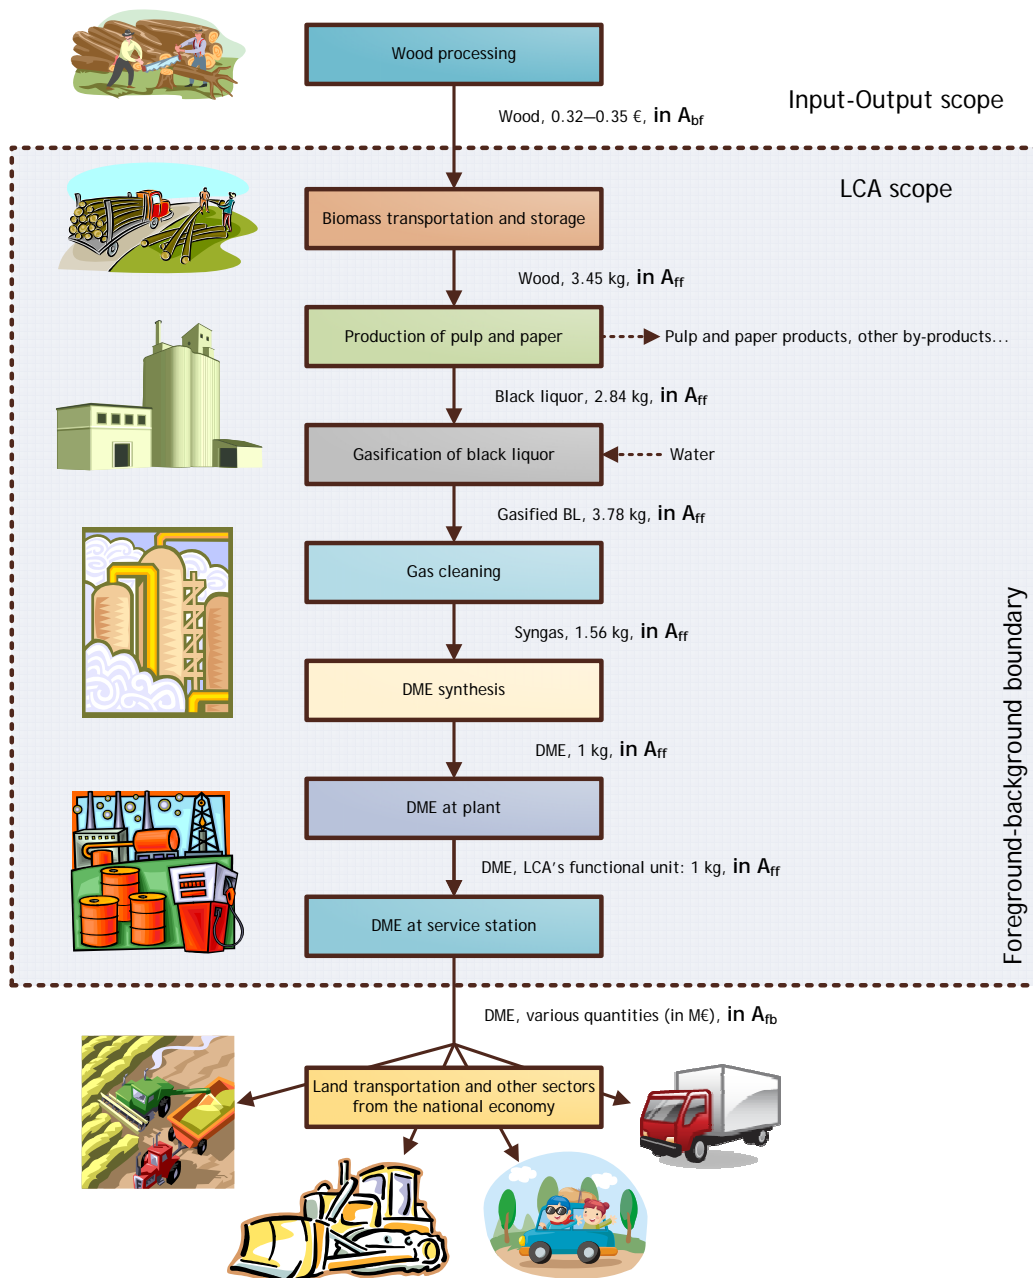 Wood processing
Input-Output scope
Wood, 0.32–0.35 €, in Abf
LCA scope
Biomass transportation and storage
Wood, 3.45 kg, in Aff
Production of pulp and paper
Pulp and paper products, other by-products…
Black liquor, 2.84 kg, in Aff
Gasification of black liquor
Water
Gasified BL, 3.78 kg, in Aff
Gas cleaning
Syngas, 1.56 kg, in Aff
DME synthesis
DME, 1 kg, in Aff
DME at plant
DME, LCA's functional unit: 1 kg, in Aff
DME at service station
Foreground-background boundary
DME, various quantities (in M€), in Afb
Land transportation and other sectors
from the national economy